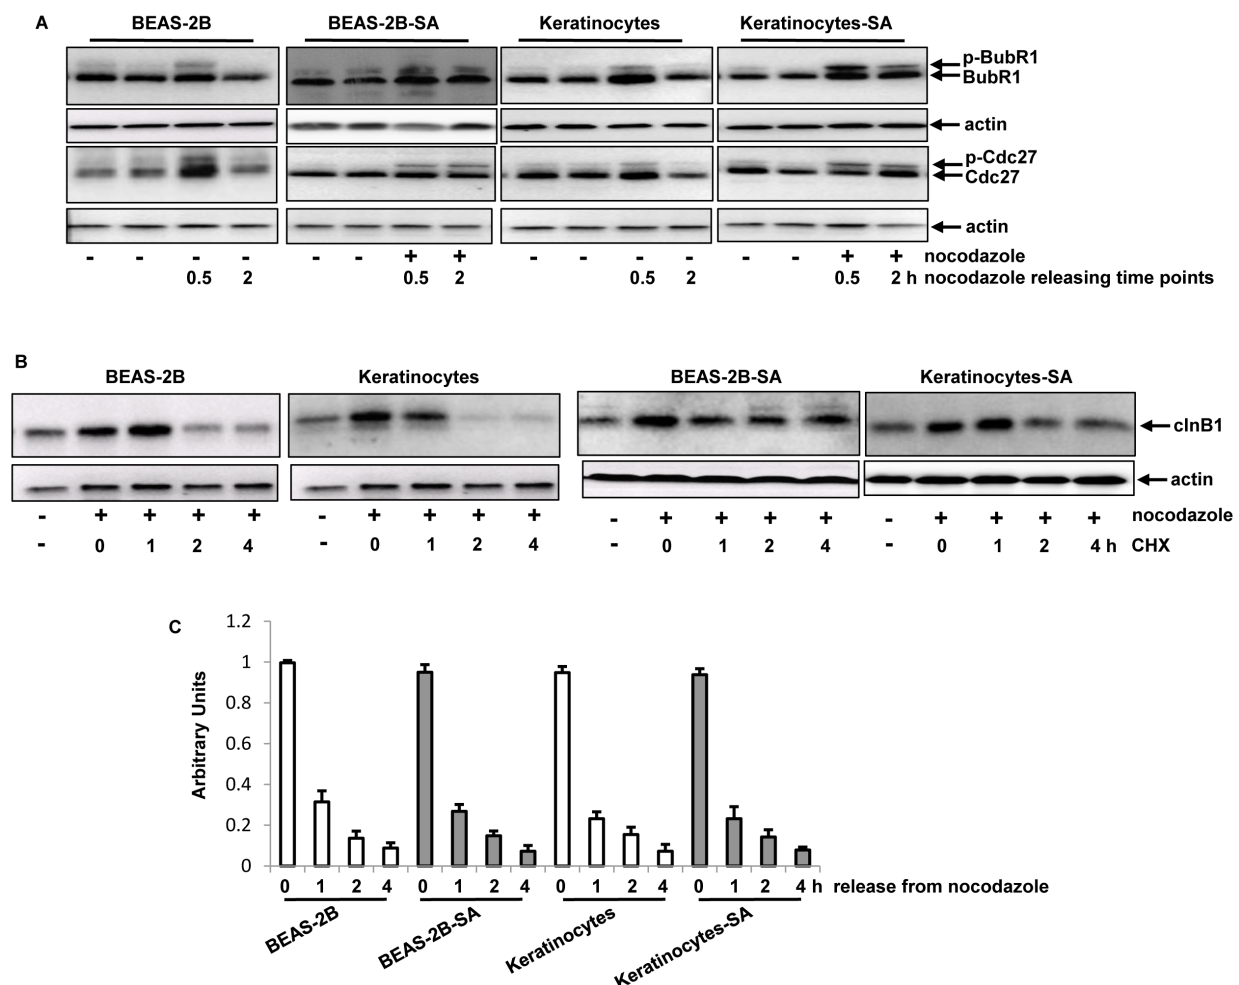 A BEAS-2B BEAS-2B-SA Keratinocytes Keratinocytes-SA
p-BubR1
BubR1
actin
p-Cdc27
Cdc27
actin
- - - - - - + + - - - - - - + + nocodazole
0.5 2 0.5 2 0.5 2 0.5 2 h nocodazole releasing time points
B
BEAS-2B Keratinocytes BEAS-2B-SA Keratinocytes-SA
clnB1
actin
- + + + + - + + + + - + + + + - + + + + nocodazole
- 0 1 2 4 - 0 1 2 4 - 0 1 2 4 - 0 1 2 4 h CHX
C
Arbitrary Units
1.2
1
0.8
0.6
0.4
0.2
0
0 1 2 4 0 1 2 4 0 1 2 4 0 1 2 4 h release from nocodazole
BEAS-2B BEAS-2B-SA Keratinocytes Keratinocytes-SA